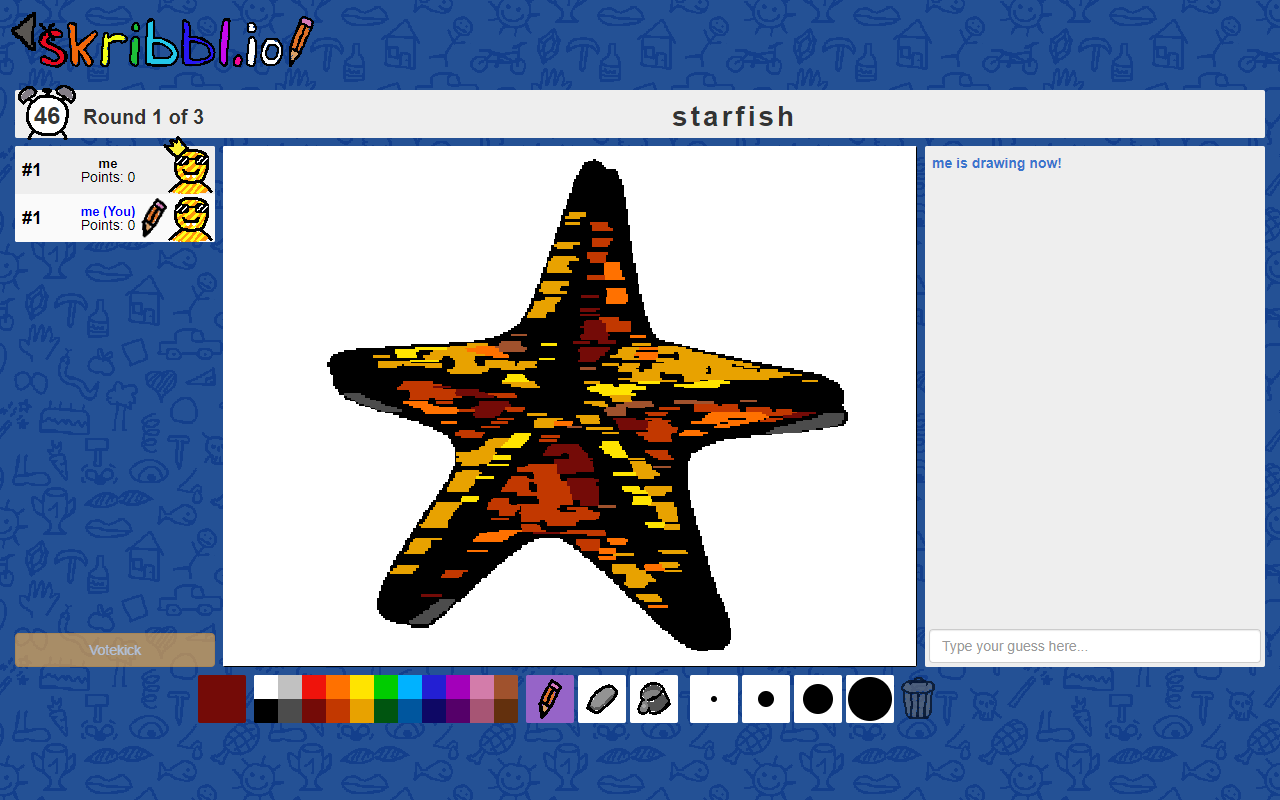 skribbl.io
46
Round 1 of 3
starfish
#1
me
Points: 0
#1
me (You)
Points: 0
me is drawing now!
Votekick
Type your guess here...